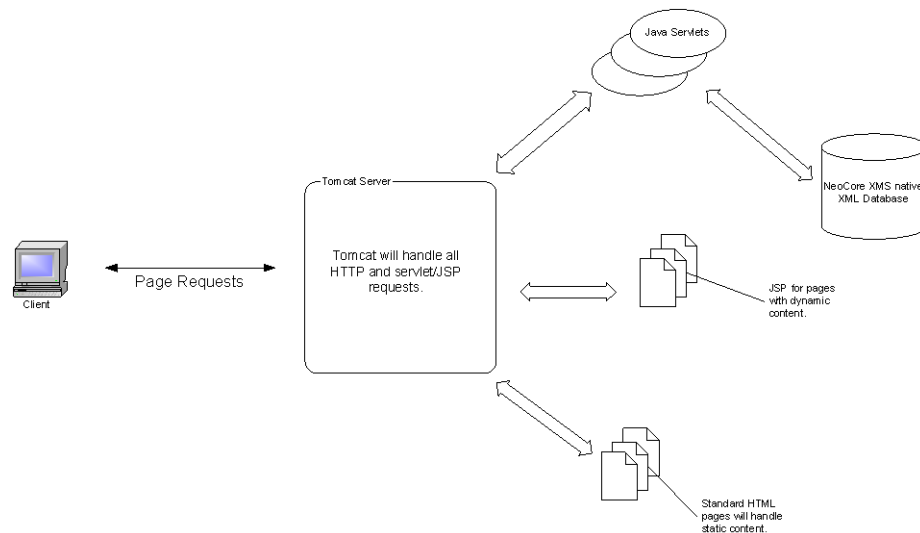 Java Servlets
NeoCore XMS native
XML Database
Tomcat Server
Tomcat will handle all
HTTP and servlet/JSP
requests.
Page Requests
Client
JSP for pages
with dynamic
content.
Standard HTML
pages will handle
static content.